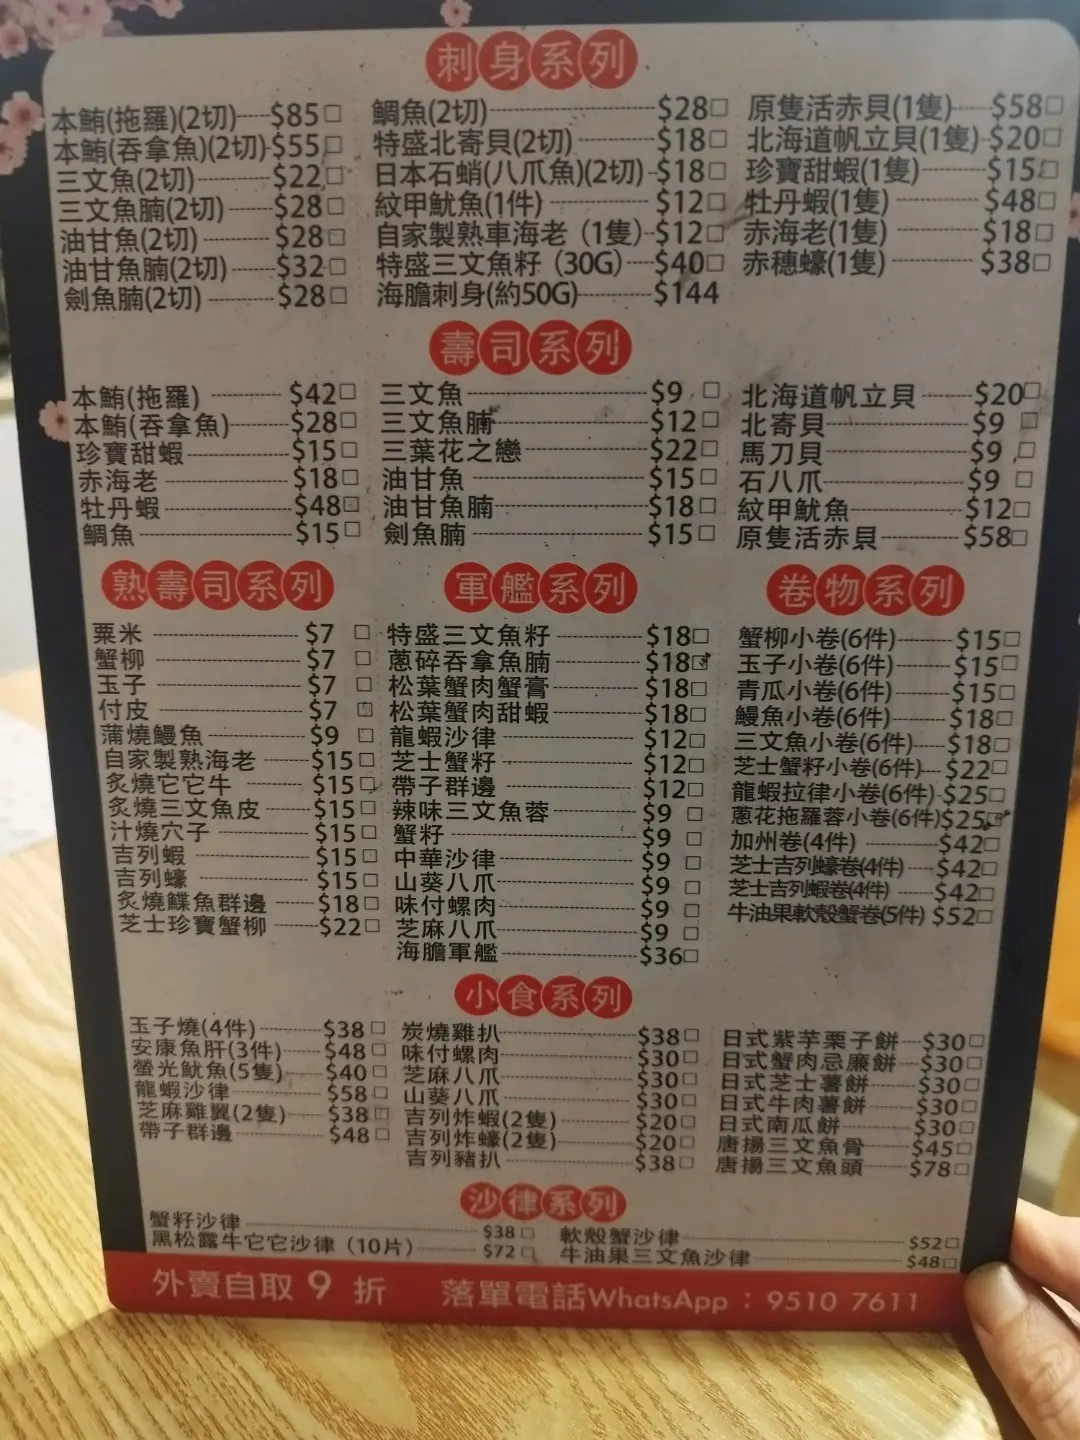 刺身系列
本鮪(拖羅)(2切) $85
本鮪(吞拿魚)(2切) $55
三文魚(2切) $22
三文魚腩(2切) $28
油甘魚(2切) $28
油甘魚腩(2切) $32
劍魚腩(2切) $28
鯛魚(2切) $28
特盛北寄貝(2切) $18
日本石蛸(八爪魚)(2切) $18
紋甲魷魚(1件) $12
自家製熟車海老（1隻) $12
特盛三文魚籽（30G) $40
海膽刺身(約50G) $144
原隻活赤貝(1隻) $58
北海道帆立貝(1隻) $20
珍寶甜蝦(1隻) $15
牡丹蝦(1隻) $48
赤海老(1隻) $18
赤穗蠔(1隻) $38
壽司系列
本鮪(拖羅) $42
本鮪(吞拿魚) $28
珍寶甜蝦 $15
赤海老 $18
牡丹蝦 $48
鯛魚 $15
三文魚 $9
三文魚腩 $12
三葉花之戀 $22
油甘魚 $15
油甘魚腩 $18
劍魚腩 $15
北海道帆立貝 $20
北寄貝 $9
馬刀貝 $9
石八爪 $9
紋甲魷魚 $12
原隻活赤貝 $58
熟壽司系列
粟米 $7
蟹柳 $7
玉子 $7
付皮 $7
蒲燒鰻魚 $9
自家製熟海老 $15
炙燒它它牛 $15
炙燒三文魚皮 $15
汁燒穴子 $15
吉列蝦 $15
吉列蠔 $15
炙燒鰈魚群邊 $18
芝士珍寶蟹柳 $22
軍艦系列
特盛三文魚籽 $18
蔥碎吞拿魚腩 $18
松葉蟹肉蟹膏 $18
松葉蟹肉甜蝦 $18
龍蝦沙律 $12
芝士蟹籽 $12
帶子群邊 $12
辣味三文魚蓉 $9
蟹籽 $9
中華沙律 $9
山葵八爪 $9
味付螺肉 $9
芝麻八爪 $9
海膽軍艦 $36
卷物系列
蟹柳小卷(6件) $15
玉子小卷(6件) $15
青瓜小卷(6件) $15
鰻魚小卷(6件) $18
三文魚小卷(6件) $18
芝士蟹籽小卷(6件) $22
龍蝦拉律小卷(6件) $25
蔥花拖羅蓉小卷(6件) $25
加州卷(4件) $42
芝士吉列蠔卷(4件) $42
芝士吉列蝦卷(4件) $42
牛油果軟殼蟹卷(5件) $52
小食系列
玉子燒(4件) $38
安康魚肝(3件) $48
螢光魷魚(5隻) $40
龍蝦沙律 $58
芝麻雞翼(2隻) $38
帶子群邊 $48
炭燒雞扒 $38
味付螺肉 $30
芝麻八爪 $30
山葵八爪 $30
吉列炸蝦(2隻) $20
吉列炸蠔(2隻) $20
吉列豬扒 $38
日式紫芋栗子餅 $30
日式蟹肉忌廉餅 $30
日式芝士薯餅 $30
日式牛肉薯餅 $30
日式南瓜餅 $30
唐揚三文魚骨 $45
唐揚三文魚頭 $78
沙律系列
蟹籽沙律 $38
黑松露牛它它沙律（10片) $72
軟殼蟹沙律 $52
牛油果三文魚沙律 $48
外賣自取 9 折 落單電話WhatsApp：9510 7611